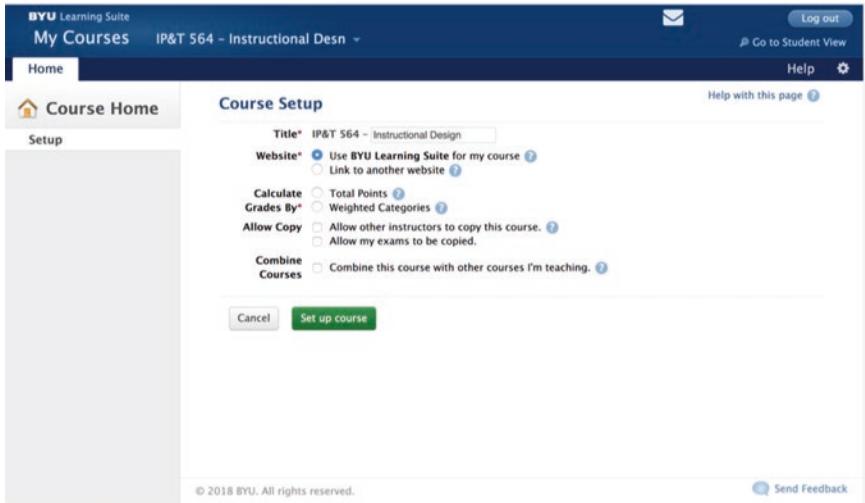 BYU Learning Suite
Log out
My Courses IP&T 564 – Instructional Desn
Go to Student View
Home
Help
Course Home
Setup
Help with this page ?
Course Setup
Title* IP&T 564 – Instructional Design
Website* Use BYU Learning Suite for my course ?
Link to another website ?
Calculate Grades By* Total Points ?
Weighted Categories ?
Allow Copy Allow other instructors to copy this course. ?
Allow my exams to be copied.
Combine Courses Combine this course with other courses I'm teaching. ?
Cancel Set up course
© 2018 BYU. All rights reserved.
Send Feedback